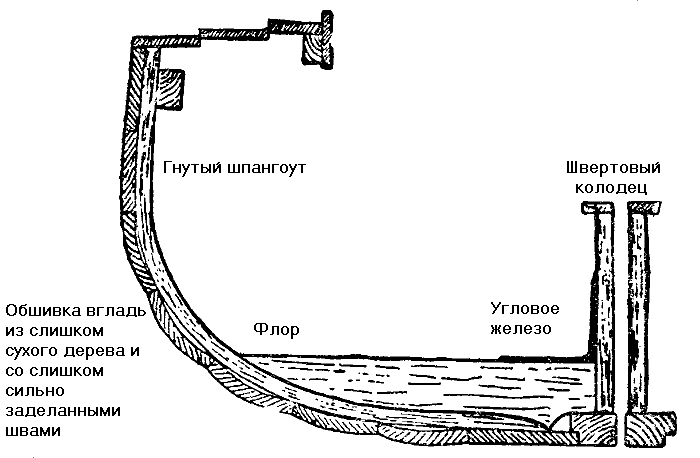 Гнутый шпангоут
Швертовый
колодец
Обшивка вгладь
из слишком
сухого дерева и
со слишком
сильно
заделанными
швами
Флор
Угловое
железо